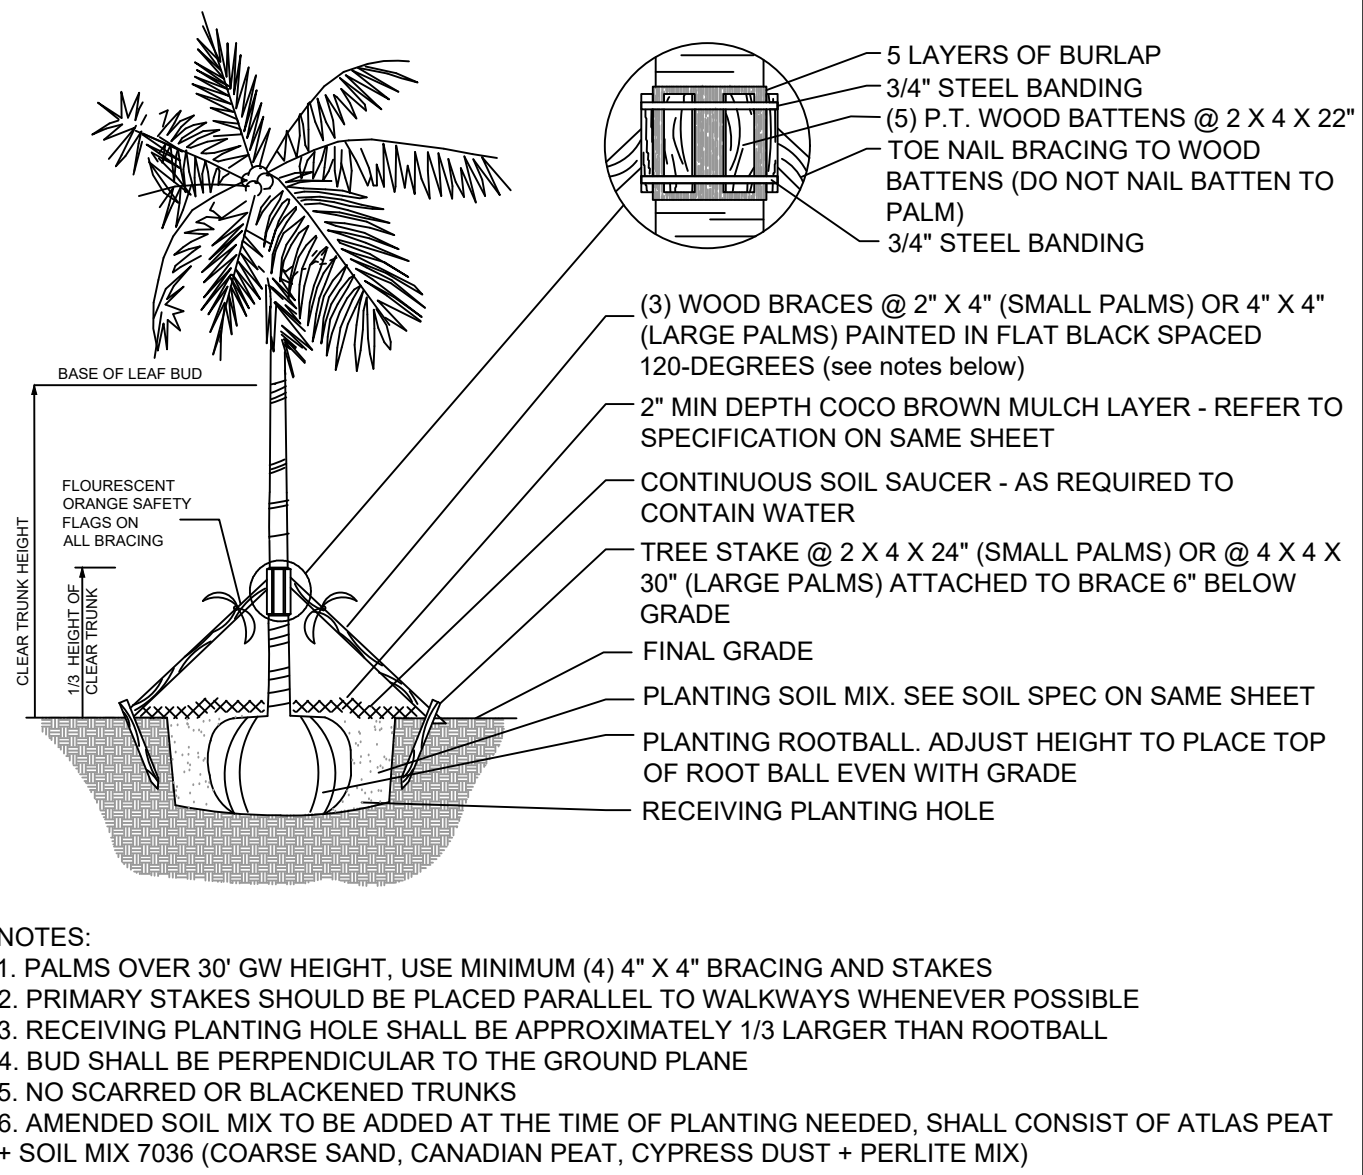 5 LAYERS OF BURLAP
3/4" STEEL BANDING
(5) P.T. WOOD BATTENS @ 2 X 4 X 22"
TOE NAIL BRACING TO WOOD
BATTENS (DO NOT NAIL BATTEN TO
PALM)
3/4" STEEL BANDING
(3) WOOD BRACES @ 2" X 4" (SMALL PALMS) OR 4" X 4"
(LARGE PALMS) PAINTED IN FLAT BLACK SPACED
120-DEGREES (see notes below)
BASE OF LEAF BUD
2" MIN DEPTH COCO BROWN MULCH LAYER - REFER TO
SPECIFICATION ON SAME SHEET
FLOURESCENT
ORANGE SAFETY
FLAGS ON
ALL BRACING
CLEAR TRUNK HEIGHT
1/3 HEIGHT OF
CLEAR TRUNK
CONTINUOUS SOIL SAUCER - AS REQUIRED TO
CONTAIN WATER
TREE STAKE @ 2 X 4 X 24" (SMALL PALMS) OR @ 4 X 4 X
30" (LARGE PALMS) ATTACHED TO BRACE 6" BELOW
GRADE
FINAL GRADE
PLANTING SOIL MIX. SEE SOIL SPEC ON SAME SHEET
PLANTING ROOTBALL. ADJUST HEIGHT TO PLACE TOP
OF ROOT BALL EVEN WITH GRADE
RECEIVING PLANTING HOLE
NOTES:
1. PALMS OVER 30' GW HEIGHT, USE MINIMUM (4) 4" X 4" BRACING AND STAKES
2. PRIMARY STAKES SHOULD BE PLACED PARALLEL TO WALKWAYS WHENEVER POSSIBLE
3. RECEIVING PLANTING HOLE SHALL BE APPROXIMATELY 1/3 LARGER THAN ROOTBALL
4. BUD SHALL BE PERPENDICULAR TO THE GROUND PLANE
5. NO SCARRED OR BLACKENED TRUNKS
6. AMENDED SOIL MIX TO BE ADDED AT THE TIME OF PLANTING NEEDED, SHALL CONSIST OF ATLAS PEAT
+ SOIL MIX 7036 (COARSE SAND, CANADIAN PEAT, CYPRESS DUST + PERLITE MIX)